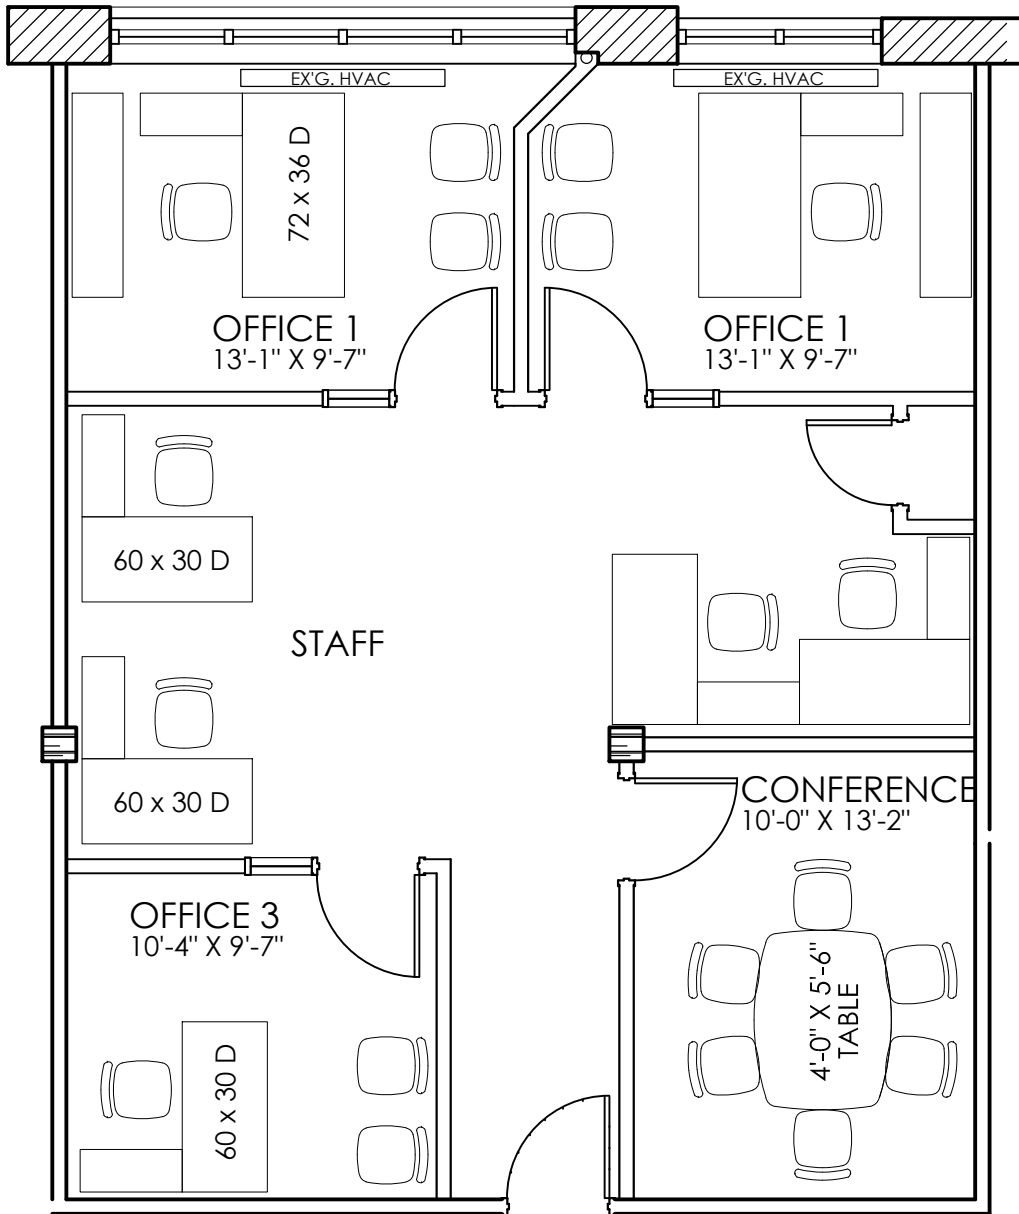 EX'G. HVAC
EX'G. HVAC
72 x 36 D
OFFICE 1
13'-1" X 9'-7"
OFFICE 1
13'-1" X 9'-7"
60 x 30 D
STAFF
60 x 30 D
CONFERENCE
10'-0" X 13'-2"
OFFICE 3
10'-4" X 9'-7"
4'-0" X 5'-6"
TABLE
60 x 30 D